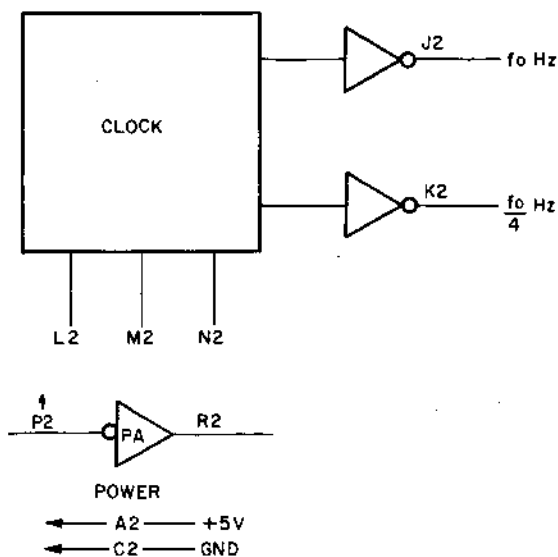 J2
fo Hz
CLOCK
K2
fo/4 Hz
L2 M2 N2
P2 PA R2
POWER
A2 +5V
C2 GND